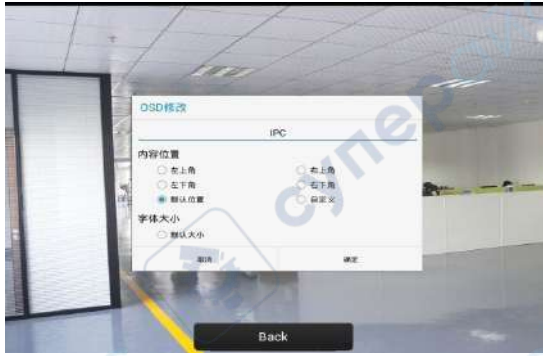 OSD修改
IPC
内容位置
左上角 右上角
左下角 右下角
默认位置 自定义
字体大小
默认大小
取消 确定
Back
супер